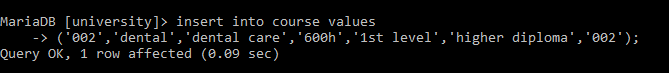 MariaDB [university]> insert into course values
    -> ('002','dental','dental care','600h','1st level','higher diploma','002');
Query OK, 1 row affected (0.09 sec)